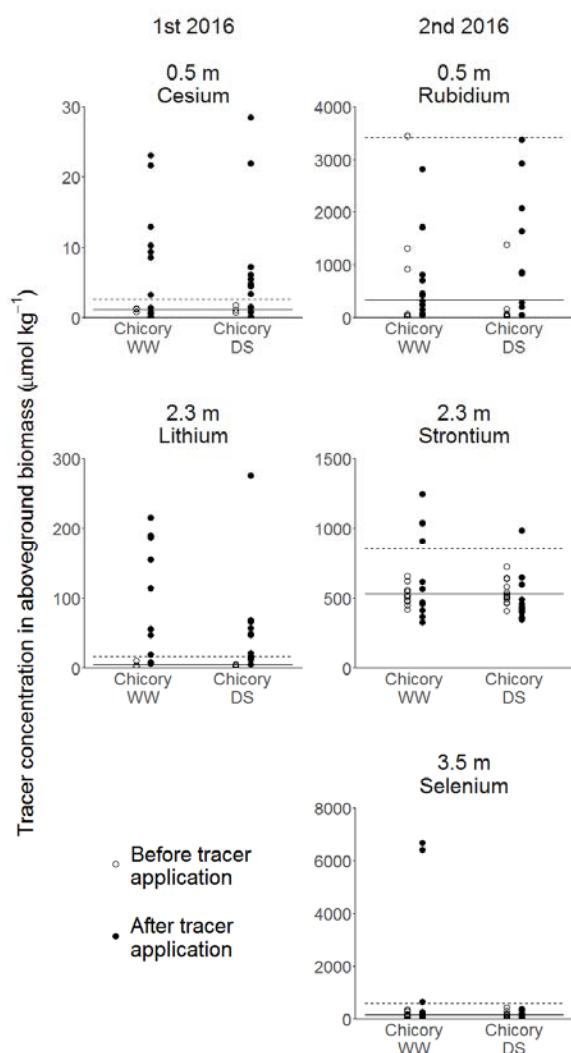 1st 2016
2nd 2016
Tracer concentration in aboveground biomass (µmol kg⁻¹)
0.5 m
Cesium
30
20
10
0
Chicory
WW
Chicory
DS
0.5 m
Rubidium
4000
3000
2000
1000
0
Chicory
WW
Chicory
DS
2.3 m
Lithium
300
200
100
0
Chicory
WW
Chicory
DS
2.3 m
Strontium
1500
1000
500
0
Chicory
WW
Chicory
DS
3.5 m
Selenium
8000
6000
4000
2000
0
Chicory
WW
Chicory
DS
Before tracer
application
After tracer
application